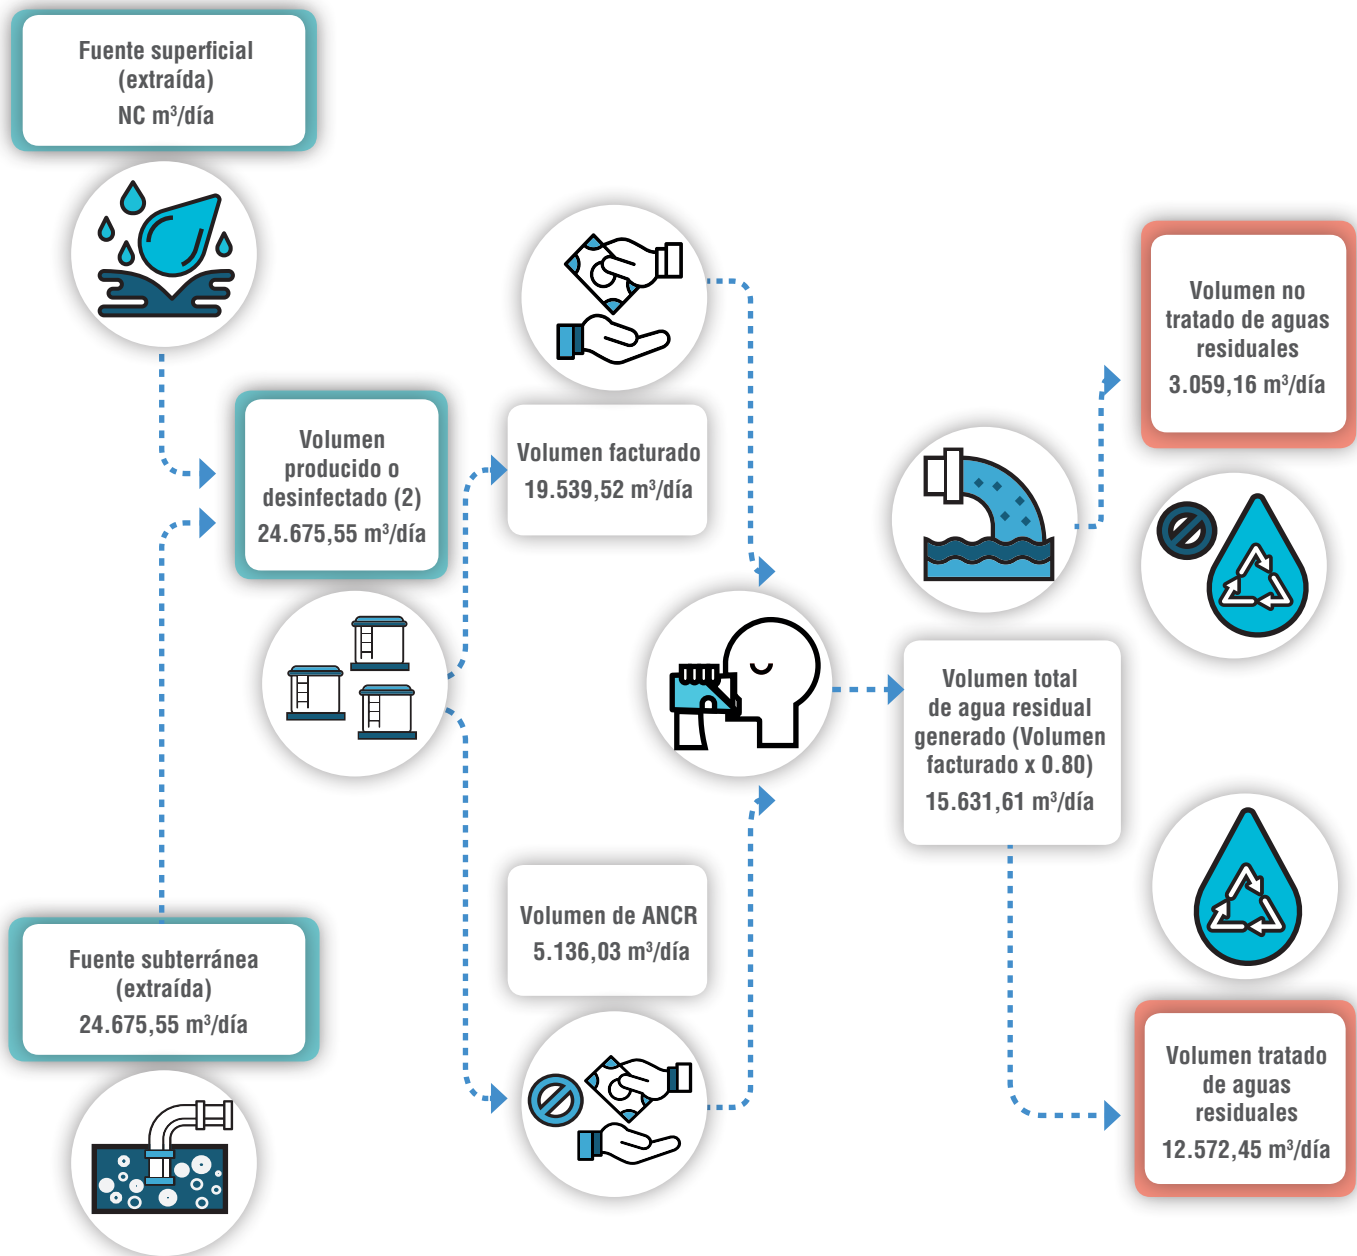 Fuente superficial
(extraída)
NC m³/día
Volumen
producido o
desinfectado (2)
24.675,55 m³/día
Fuente subterránea
(extraída)
24.675,55 m³/día
Volumen facturado
19.539,52 m³/día
Volumen de ANCR
5.136,03 m³/día
Volumen total
de agua residual
generado (Volumen
facturado x 0.80)
15.631,61 m³/día
Volumen no
tratado de aguas
residuales
3.059,16 m³/día
Volumen tratado
de aguas
residuales
12.572,45 m³/día